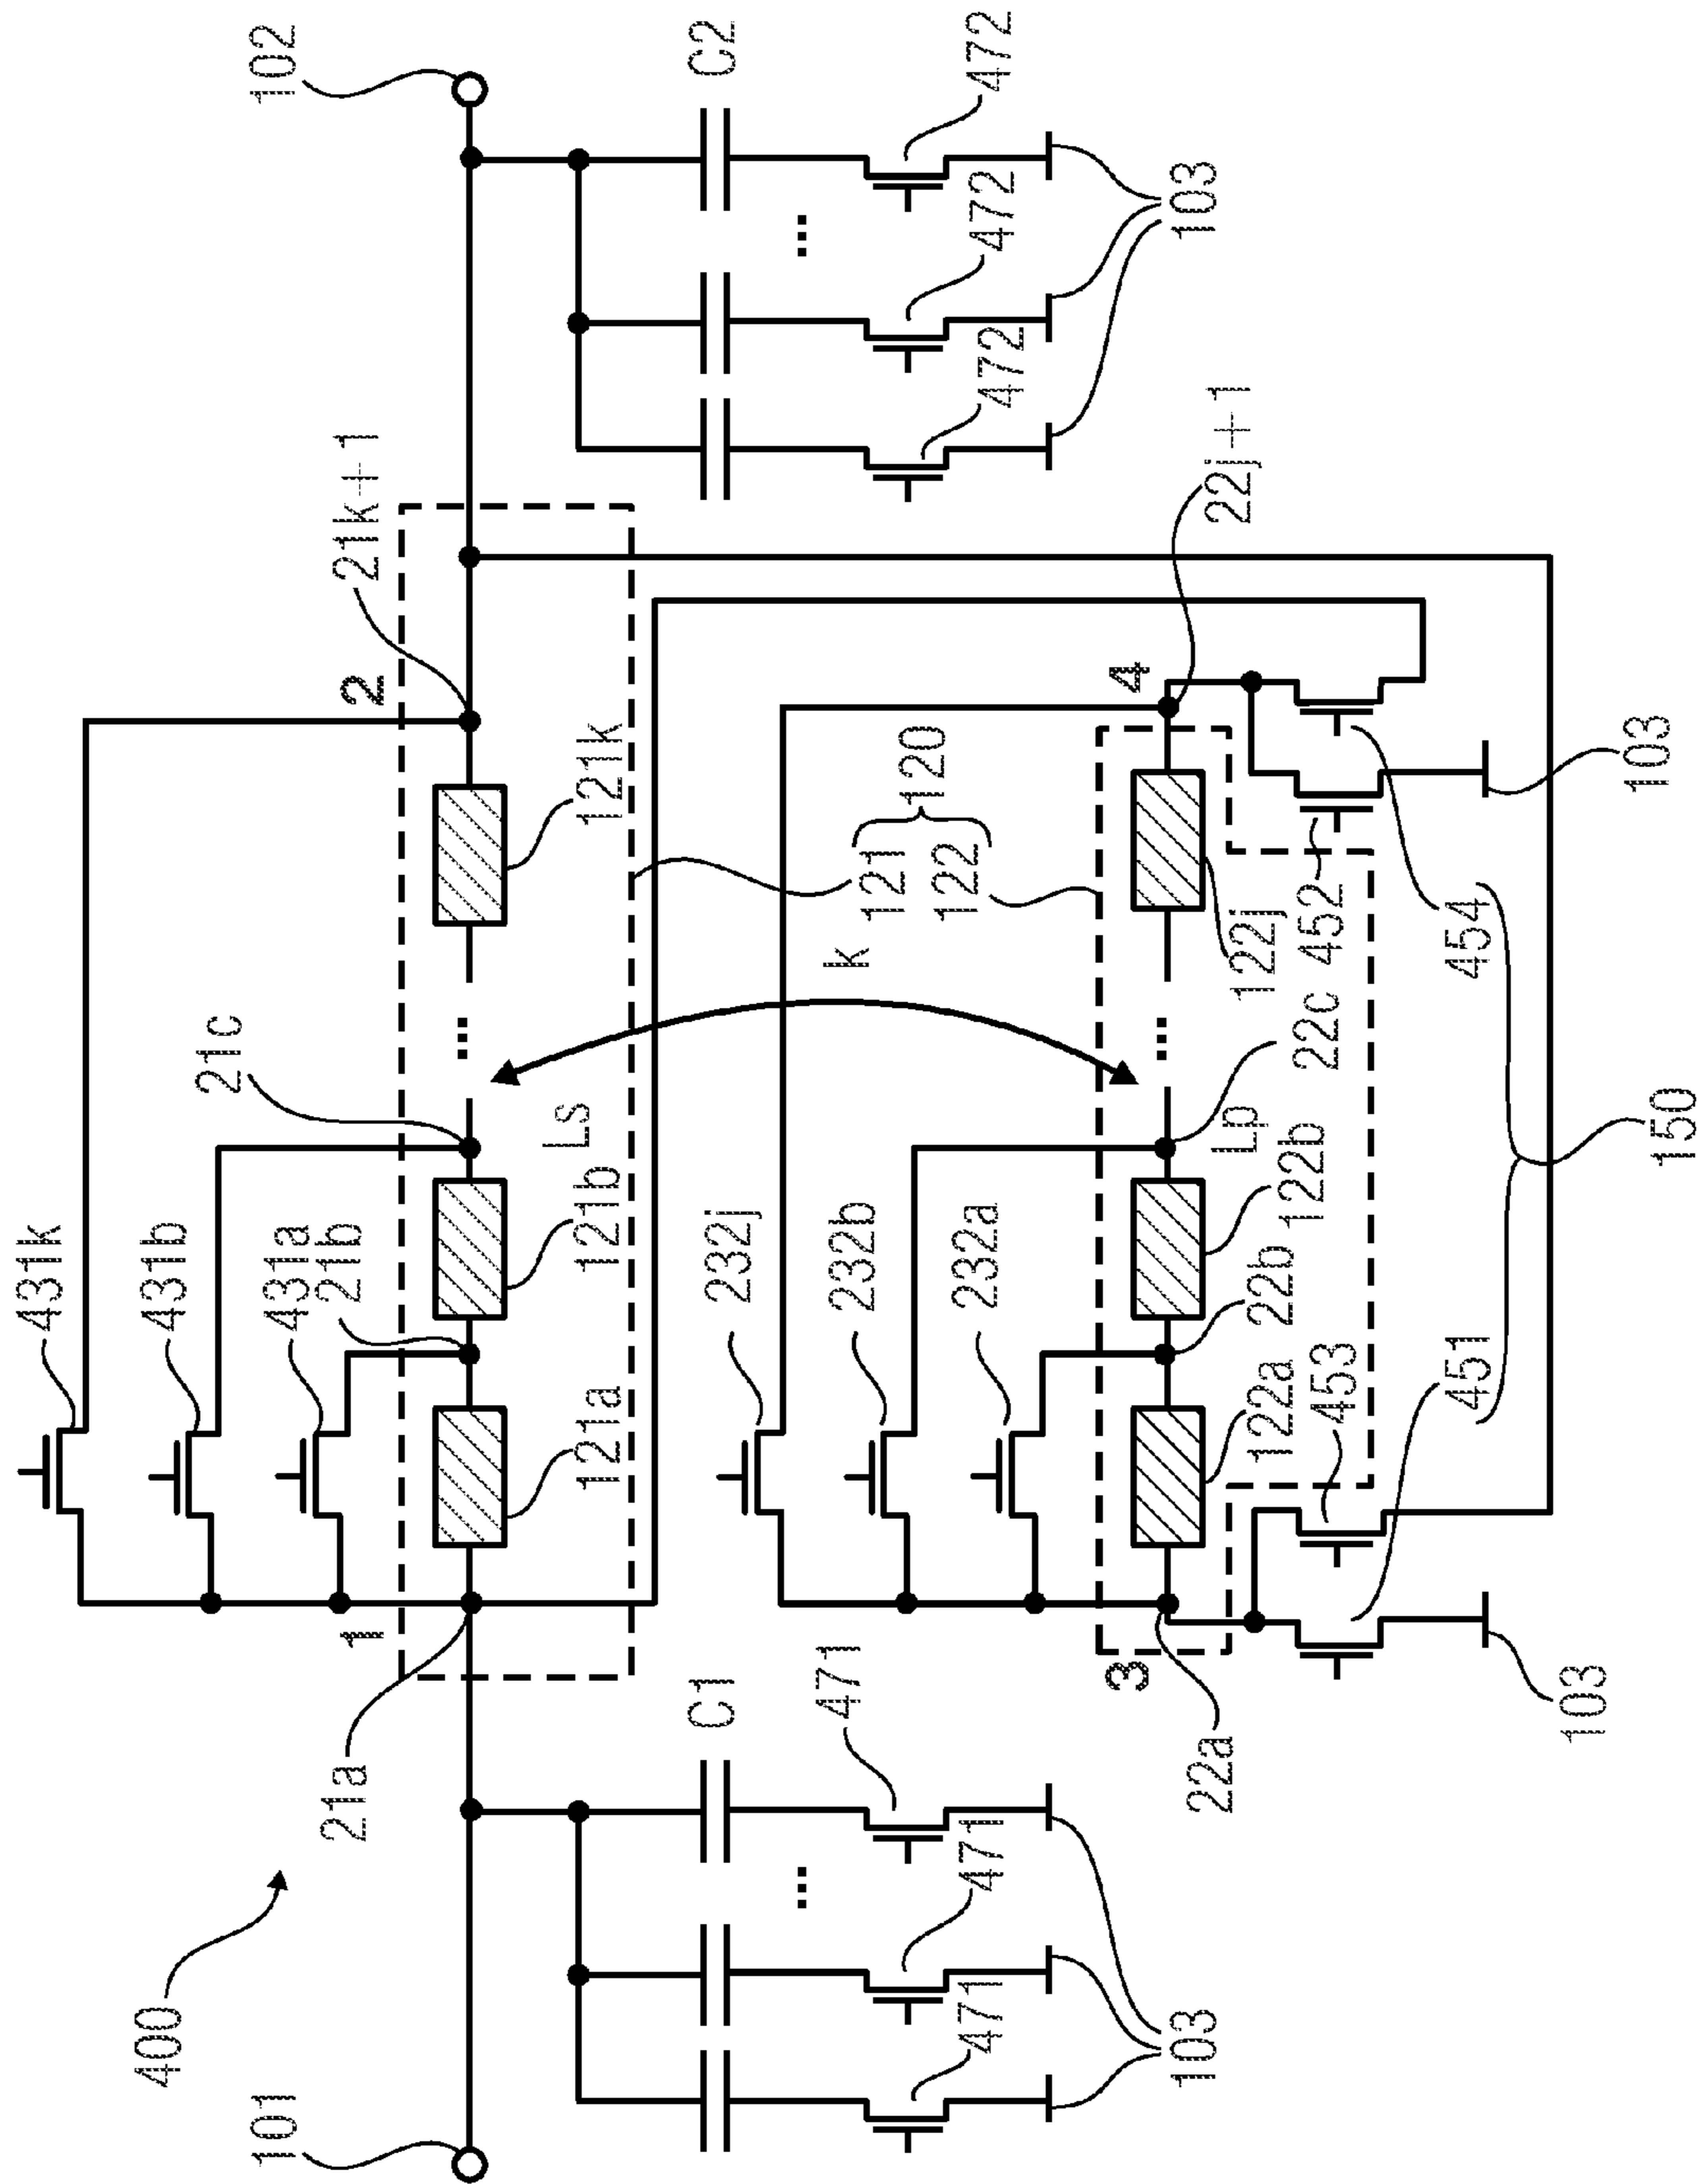 400
101
102
431k
431b
431a
21b
21c
21k+1
21a
1
2
121a
121b
Ls
...
121k
C1
...
471
471
471
103
C2
...
472
472
472
103
k
121
122
120
232j
232b
232a
3
4
22a
122a
22b
122b
Lp
22c
...
122j
22j+1
453
451
452
454
103
103
150